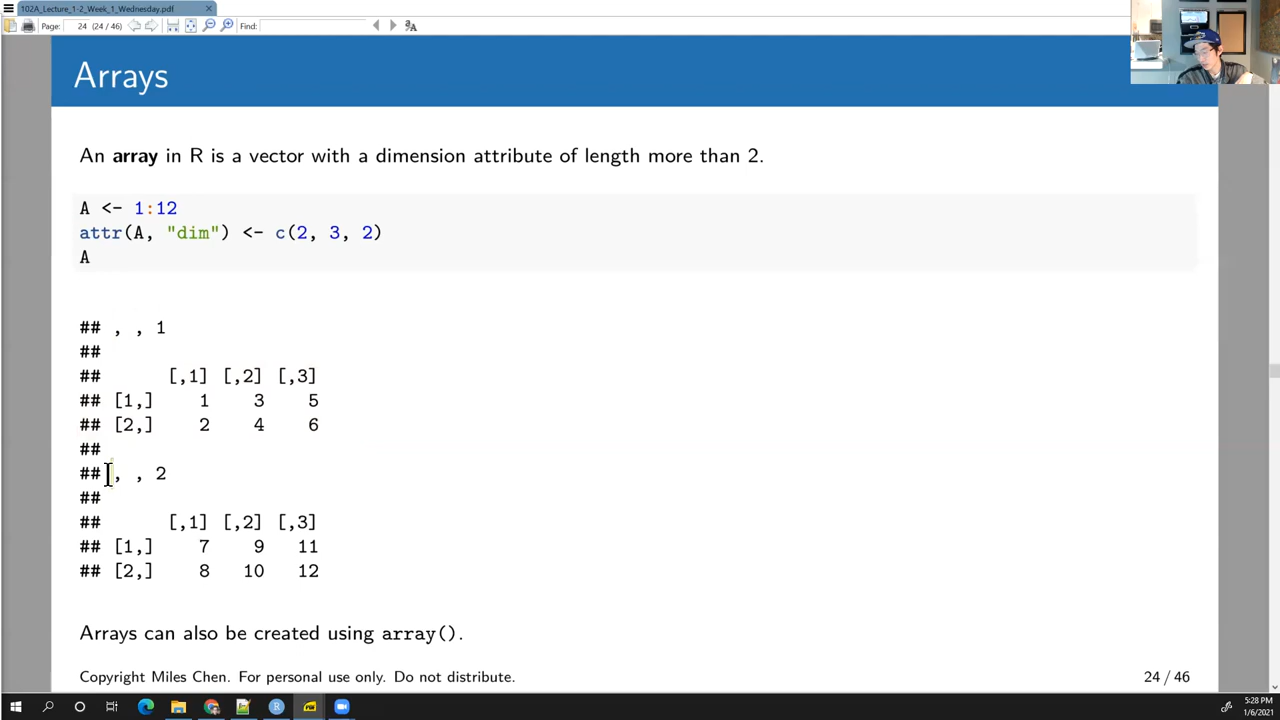 102A_Lecture_1-2_Week_1_Wednesday.pdf
Page: 24 (24 / 46) Find:
Arrays
An array in R is a vector with a dimension attribute of length more than 2.
A <- 1:12
attr(A, "dim") <- c(2, 3, 2)
A
## , , 1
##
## [,1] [,2] [,3]
## [1,] 1 3 5
## [2,] 2 4 6
##
## , , 2
##
## [,1] [,2] [,3]
## [1,] 7 9 11
## [2,] 8 10 12
Arrays can also be created using array().
Copyright Miles Chen. For personal use only. Do not distribute. 24 / 46
5:28 PM
1/6/2021